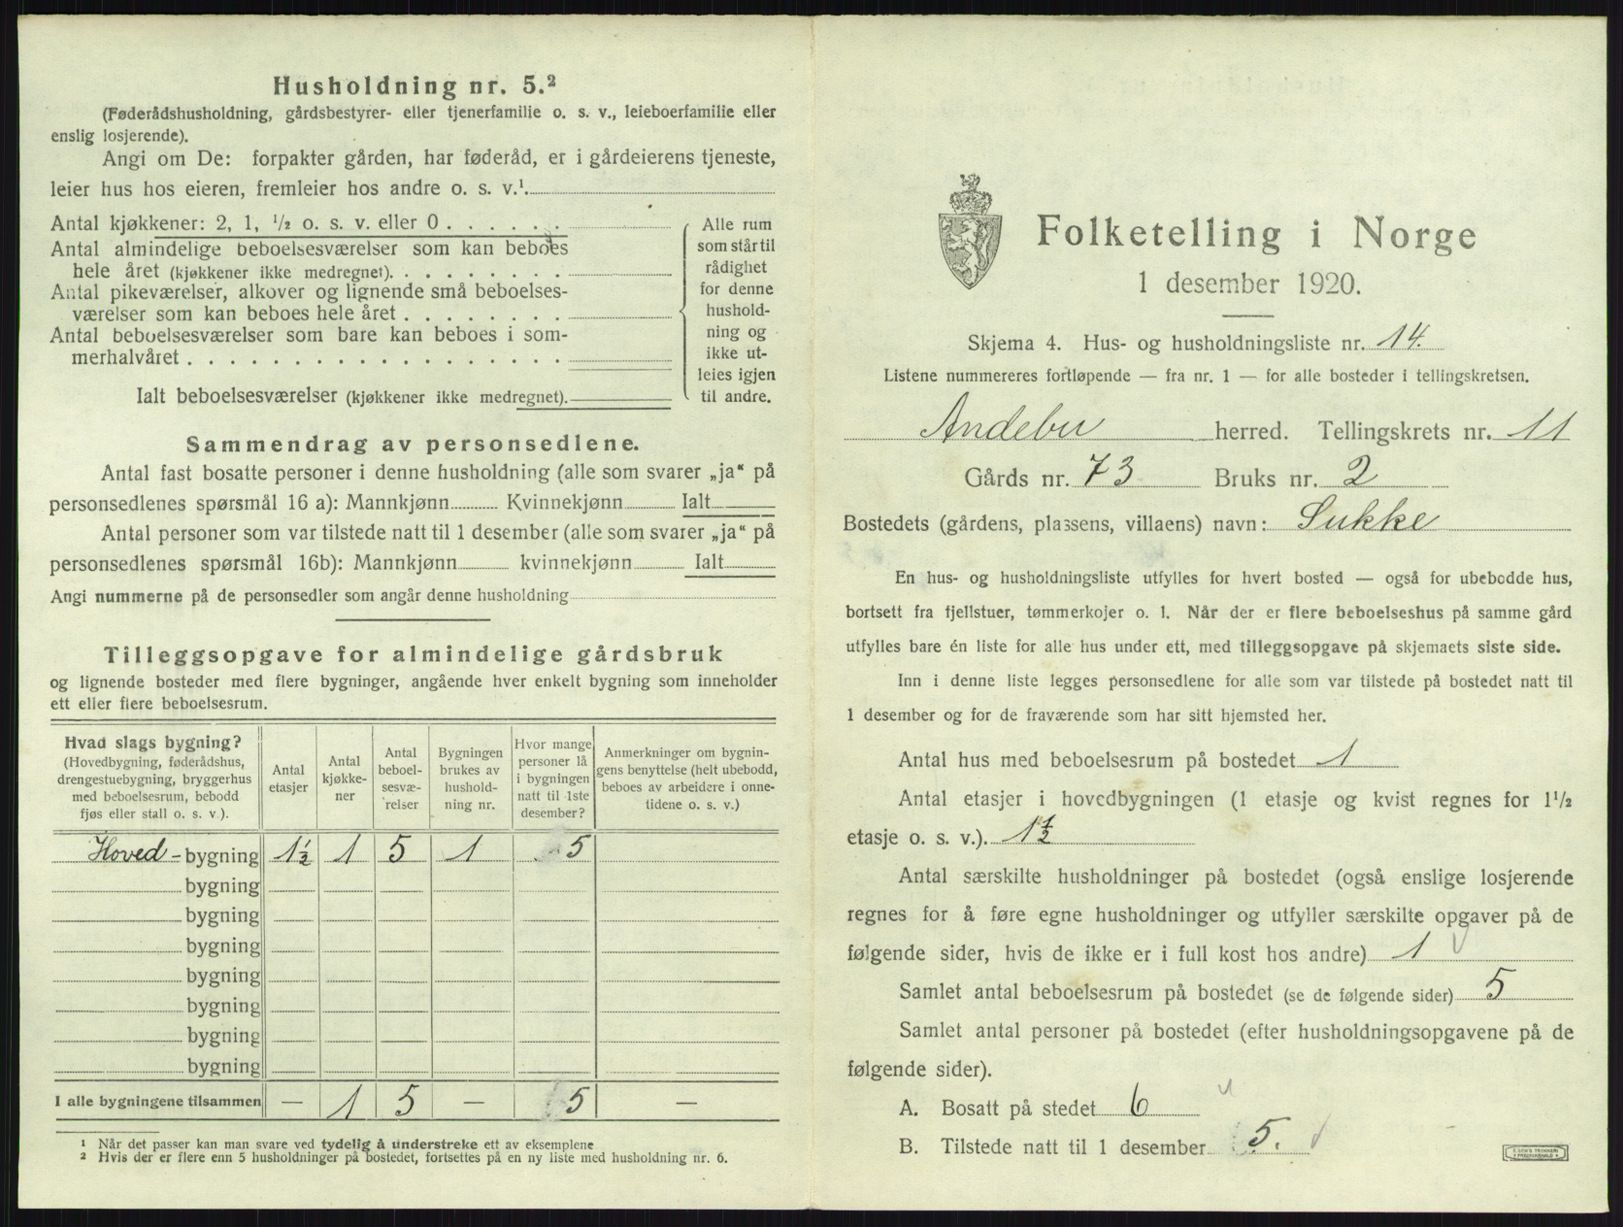 Husholdning nr. 5.²
(Føderådshusholdning, gårdsbestyrer- eller tjenerfamilie o. s. v., leieboerfamilie eller
enslig losjerende).
Angi om De: forpakter gården, har føderåd, er i gårdeierens tjeneste,
leier hus hos eieren, fremleier hos andre o. s. v.¹
Antal kjøkkener: 2, 1, ¹/₂ o. s. v. eller 0 . . . . . .
Antal almindelige beboelsesværelser som kan beboes
hele året (kjøkkener ikke medregnet). . . . . . . . .
Antal pikeværelser, alkover og lignende små beboelses-
værelser som kan beboes hele året . . . . . . . .
Antal beboelsesværelser som bare kan beboes i som-
merhalvåret . . . . . . . . . . . . . . . . . .
Ialt beboelsesværelser (kjøkkener ikke medregnet).
Alle rum
som står til
rådighet
for denne
hushold-
ning og
ikke ut-
leies igjen
til andre.
Sammendrag av personsedlene.
Antal fast bosatte personer i denne husholdning (alle som svarer „ja“ på
personsedlenes spørsmål 16 a): Mannkjønn Kvinnekjønn Ialt
Antal personer som var tilstede natt til 1 desember (alle som svarer „ja“ på
personsedlenes spørsmål 16b): Mannkjønn kvinnekjønn Ialt
Angi nummerne på de personsedler som angår denne husholdning
Tilleggsopgave for almindelige gårdsbruk
og lignende bosteder med flere bygninger, angående hver enkelt bygning som inneholder
ett eller flere beboelsesrum.
Hvad slags bygning?
(Hovedbygning, føderådshus,
drengestuebygning, bryggerhus
med beboelsesrum, bebodd
fjøs eller stall o. s. v.).
Antal
etasjer
Antal
kjøkke-
ner
Antal
beboel-
sesvæ-
relser
Bygningen
brukes av
hushold-
ning nr.
Hvor mange
personer lå
i bygningen
natt til 1ste
desember?
Anmerkninger om bygnin-
gens benyttelse (helt ubebodd,
beboes av arbeidere i onne-
tidene o. s. v.)
Hoved-bygning 1½ 1 5 1 5
bygning
bygning
bygning
bygning
bygning
bygning
bygning
I alle bygningene tilsammen — 1 5 — 5 —
¹ Når det passer kan man svare ved tydelig å understreke ett av eksemplene
² Hvis der er flere enn 5 husholdninger på bostedet, fortsettes på en ny liste med husholdning nr. 6.
Folketelling i Norge
1 desember 1920.
Skjema 4. Hus- og husholdningsliste nr. 14.
Listene nummereres fortløpende — fra nr. 1 — for alle bosteder i tellingskretsen.
Andebu herred. Tellingskrets nr. 11
Gårds nr. 73 Bruks nr. 2
Bostedets (gårdens, plassens, villaens) navn: Sukke
En hus- og husholdningsliste utfylles for hvert bosted — også for ubebodde hus,
bortsett fra fjellstuer, tømmerkojer o. l. Når der er flere beboelseshus på samme gård
utfylles bare én liste for alle hus under ett, med tilleggsopgave på skjemaets siste side.
Inn i denne liste legges personsedlene for alle som var tilstede på bostedet natt til
1 desember og for de fraværende som har sitt hjemsted her.
Antal hus med beboelsesrum på bostedet 1
Antal etasjer i hovedbygningen (1 etasje og kvist regnes for 1¹/₂
etasje o. s. v.). 1½
Antal særskilte husholdninger på bostedet (også enslige losjerende
regnes for å føre egne husholdninger og utfyller særskilte opgaver på de
følgende sider, hvis de ikke er i full kost hos andre) 1
Samlet antal beboelsesrum på bostedet (se de følgende sider) 5
Samlet antal personer på bostedet (efter husholdningsopgavene på de
følgende sider).
A. Bosatt på stedet 6
B. Tilstede natt til 1 desember 5.